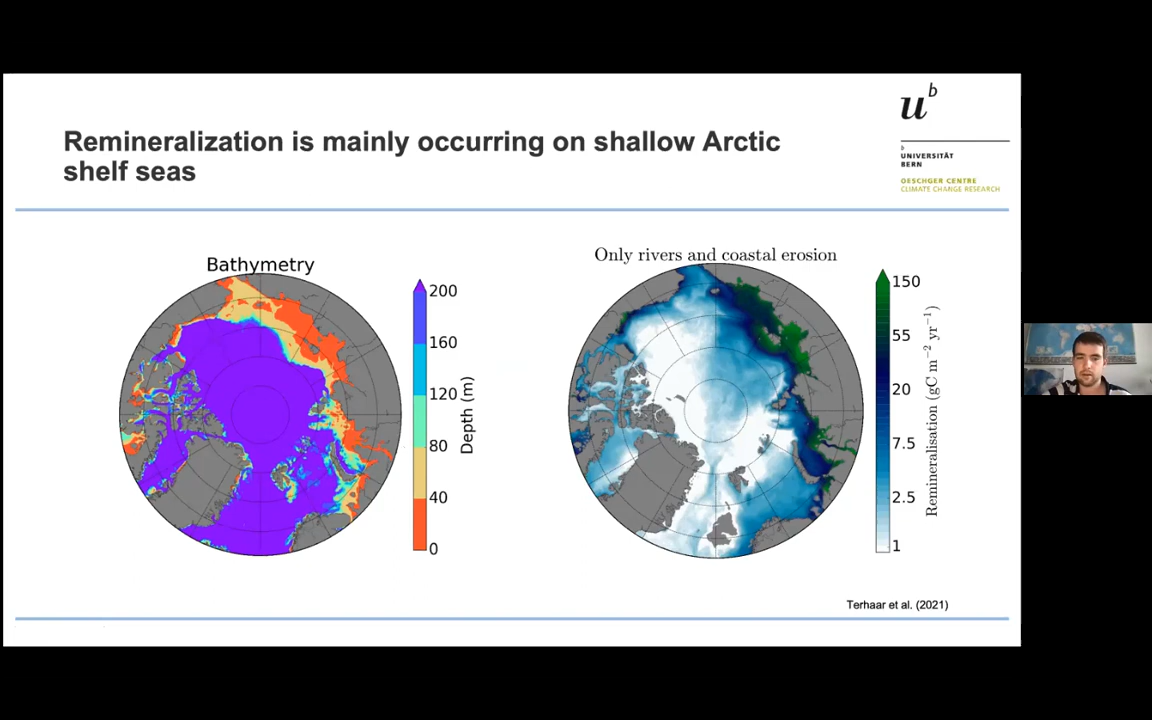 Remineralization is mainly occurring on shallow Arctic
shelf seas
u b
b
UNIVERSITÄT
BERN
OESCHGER CENTRE
CLIMATE CHANGE RESEARCH
Bathymetry
200
160
120
80
40
0
Depth (m)
Only rivers and coastal erosion
150
55
20
7.5
2.5
1
Remineralisation (gC m⁻² yr⁻¹)
Terhaar et al. (2021)